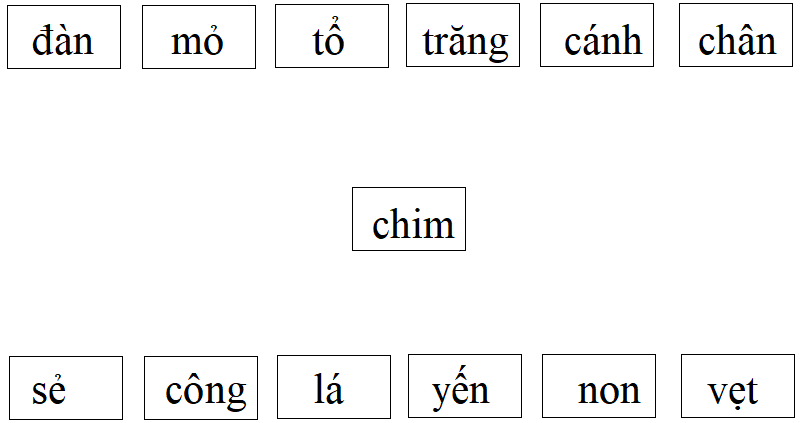 đàn mỏ tổ trăng cánh chân
chim
sẻ công lá yến non vẹt